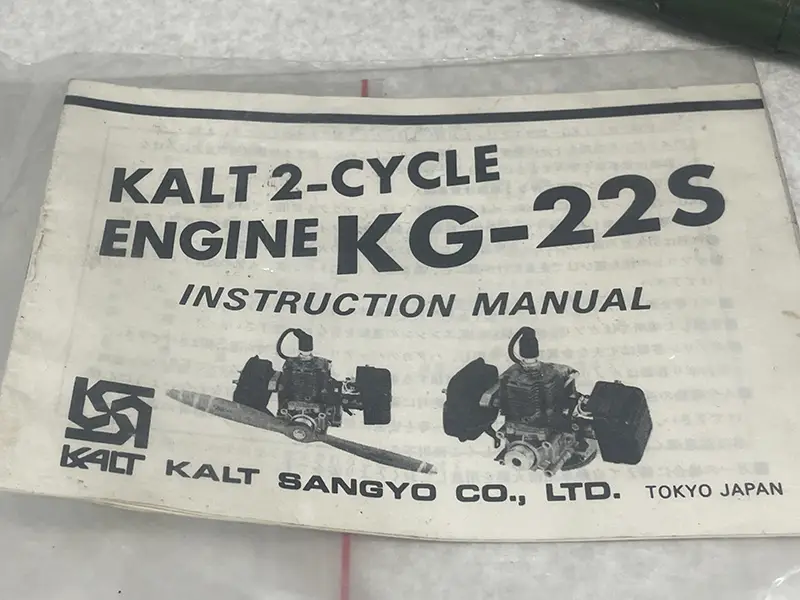 KALT 2-CYCLE
ENGINE KG-22S
INSTRUCTION MANUAL
KALT
KALT SANGYO CO., LTD. TOKYO JAPAN